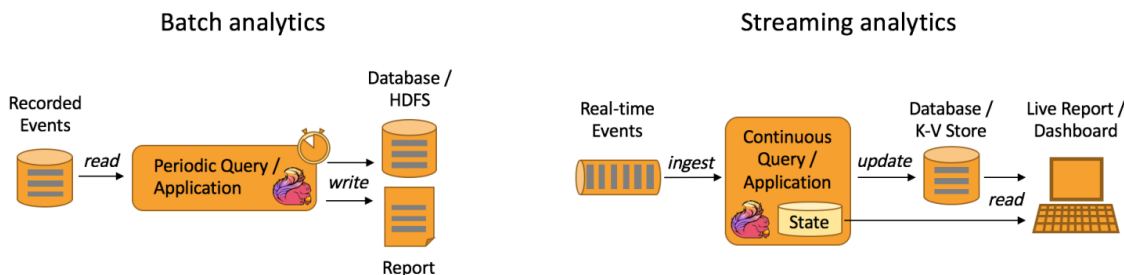 Batch analytics
Recorded
Events
read
Periodic Query /
Application
write
Database /
HDFS
Report
Streaming analytics
Real-time
Events
ingest
Continuous
Query /
Application
State
update
Database /
K-V Store
read
Live Report /
Dashboard